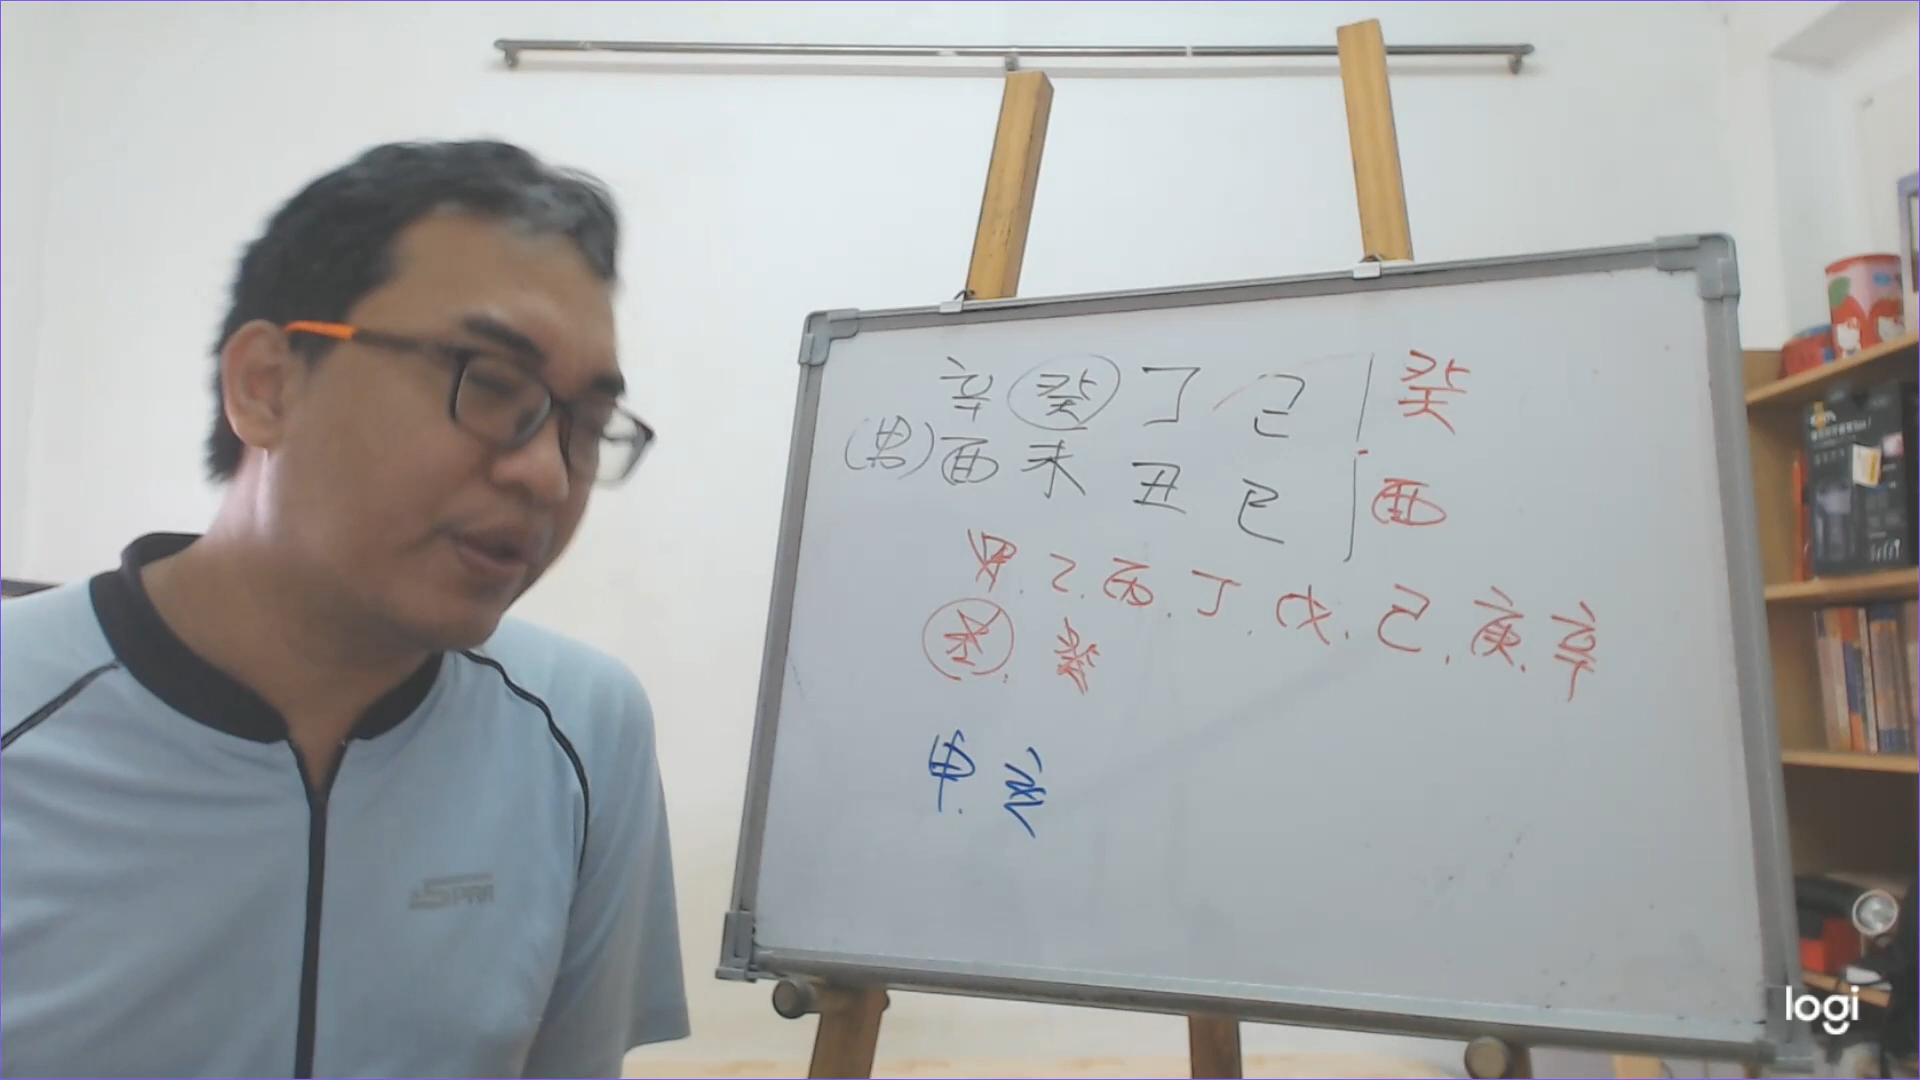 辛癸丁己 | 癸
(男)酉未丑巳 | 酉
甲.乙.丙.丁.戊.己.庚.辛
壬.癸
甲.
SPAR
logi